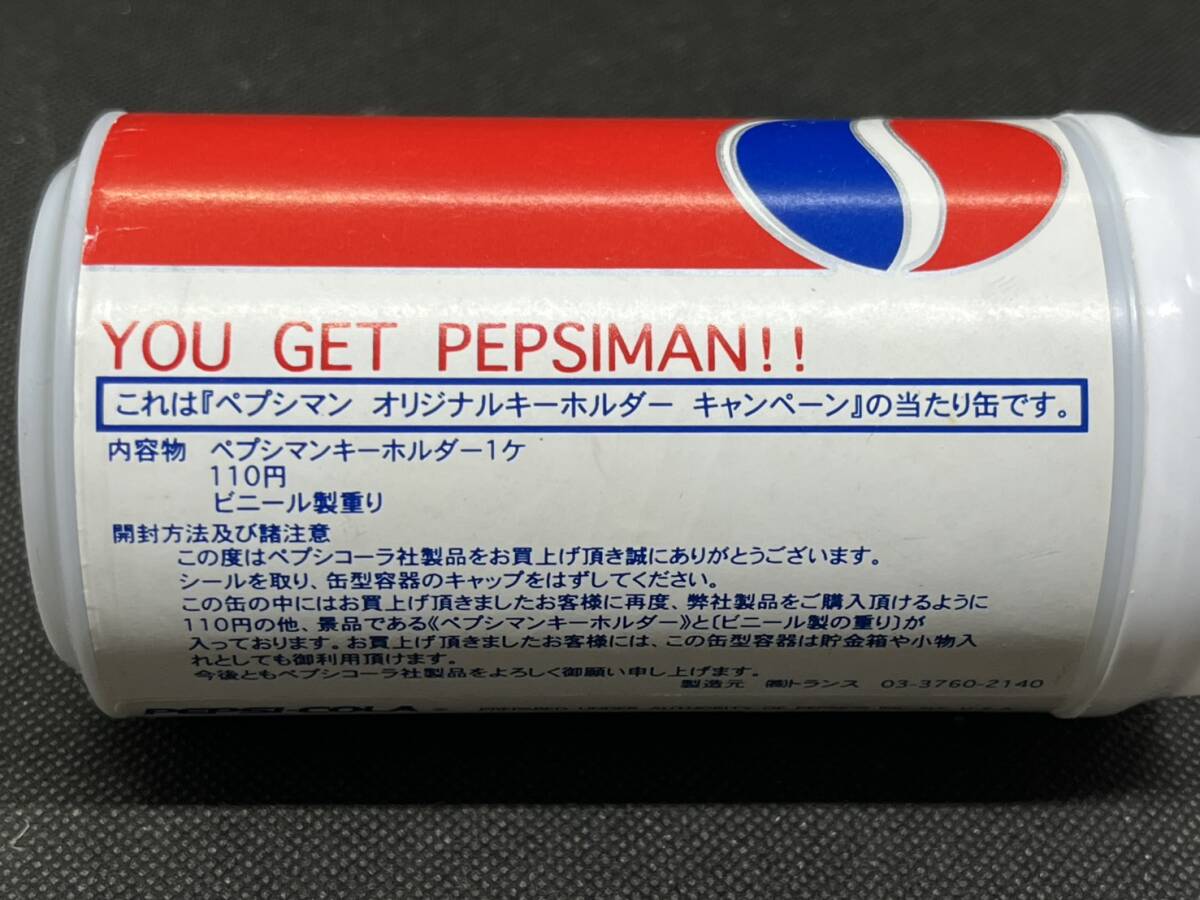 YOU GET PEPSIMAN!!
これは『ペプシマン オリジナルキーホルダー キャンペーン』の当たり缶です。
内容物 ペプシマンキーホルダー1ケ
110円
ビニール製重り
開封方法及び諸注意
この度はペプシコーラ社製品をお買上げ頂き誠にありがとうございます。
シールを取り、缶型容器のキャップをはずしてください。
この缶の中にはお買上げ頂きましたお客様に再度、弊社製品をご購入頂けるように
110円の他、景品である《ペプシマンキーホルダー》と〔ビニール製の重り〕が
入っております。お買上げ頂きましたお客様には、この缶型容器は貯金箱や小物入
れとしても御利用頂けます。
今後ともペプシコーラ社製品をよろしく御願い申し上げます。
製造元 ㈱トランス 03-3760-2140
PEPSI-COLA ® PREPARED UNDER AUTHORITY OF PEPSICO